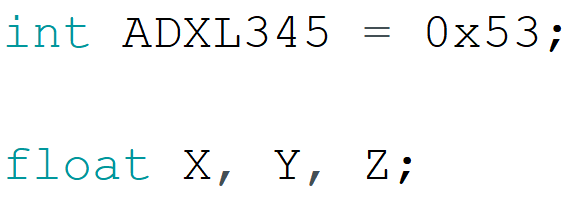 int ADXL345 = 0x53;
float X, Y, Z;